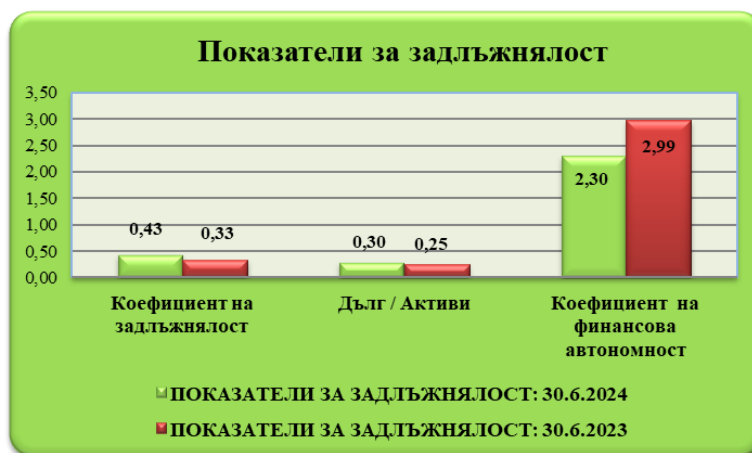 Показатели за задлъжнялост
3,50
3,00
2,50
2,00
1,50
1,00
0,50
0,00
0,43
0,33
0,30
0,25
2,30
2,99
Коефициент на
задлъжнялост
Дълг / Активи
Коефициент на
финансова
автономност
ПОКАЗАТЕЛИ ЗА ЗАДЛЪЖНЯЛОСТ: 30.6.2024
ПОКАЗАТЕЛИ ЗА ЗАДЛЪЖНЯЛОСТ: 30.6.2023